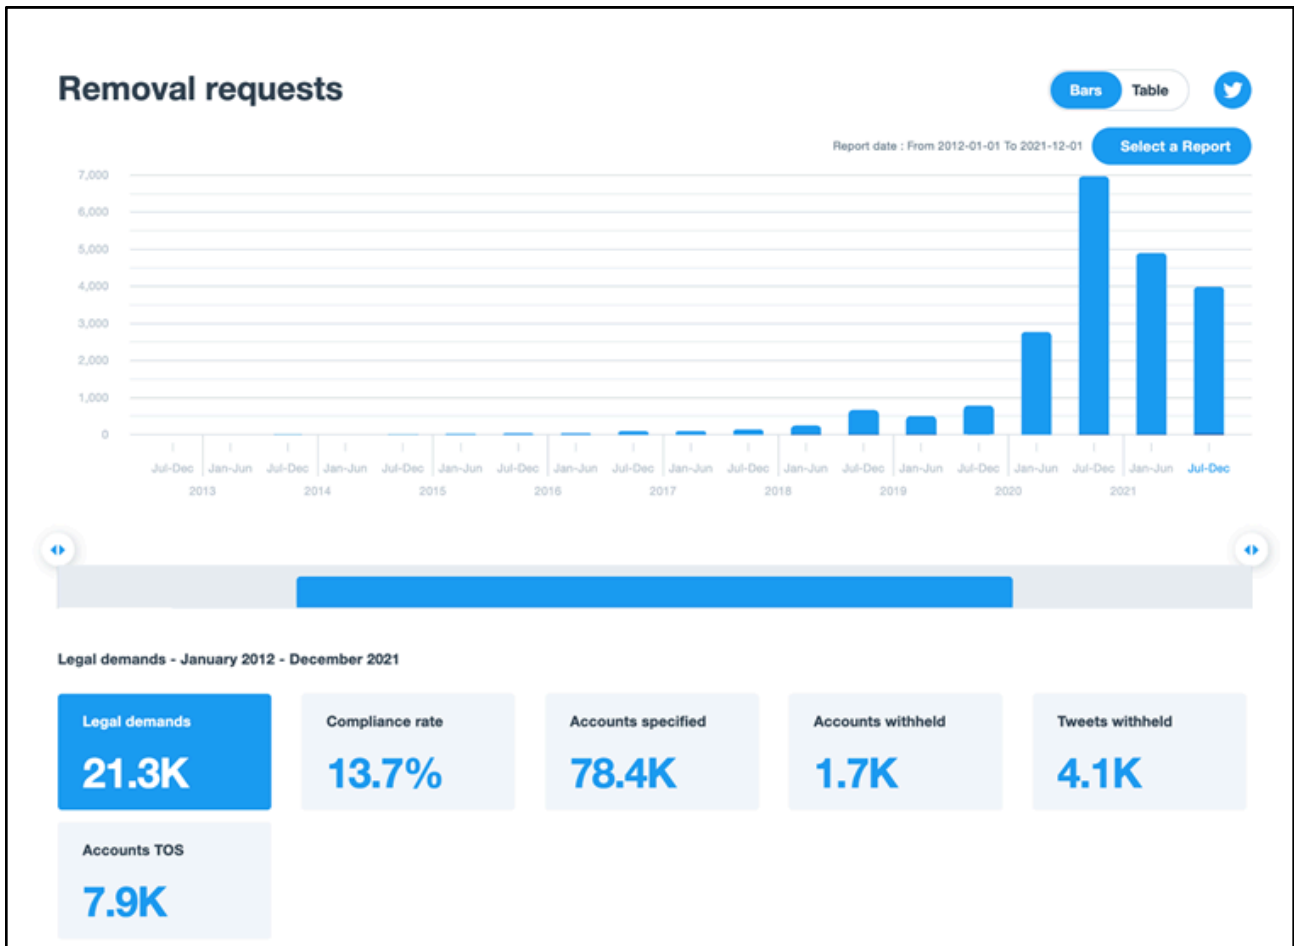 Removal requests
Bars Table
Report date : From 2012-01-01 To 2021-12-01 Select a Report
7,000
6,000
5,000
4,000
3,000
2,000
1,000
0
Jul-Dec Jan-Jun Jul-Dec Jan-Jun Jul-Dec Jan-Jun Jul-Dec Jan-Jun Jul-Dec Jan-Jun Jul-Dec Jan-Jun Jul-Dec Jan-Jun Jul-Dec Jan-Jun Jul-Dec Jan-Jun Jul-Dec
2013 2014 2015 2016 2017 2018 2019 2020 2021
Legal demands - January 2012 - December 2021
Legal demands Compliance rate Accounts specified Accounts withheld Tweets withheld
21.3K 13.7% 78.4K 1.7K 4.1K
Accounts TOS
7.9K